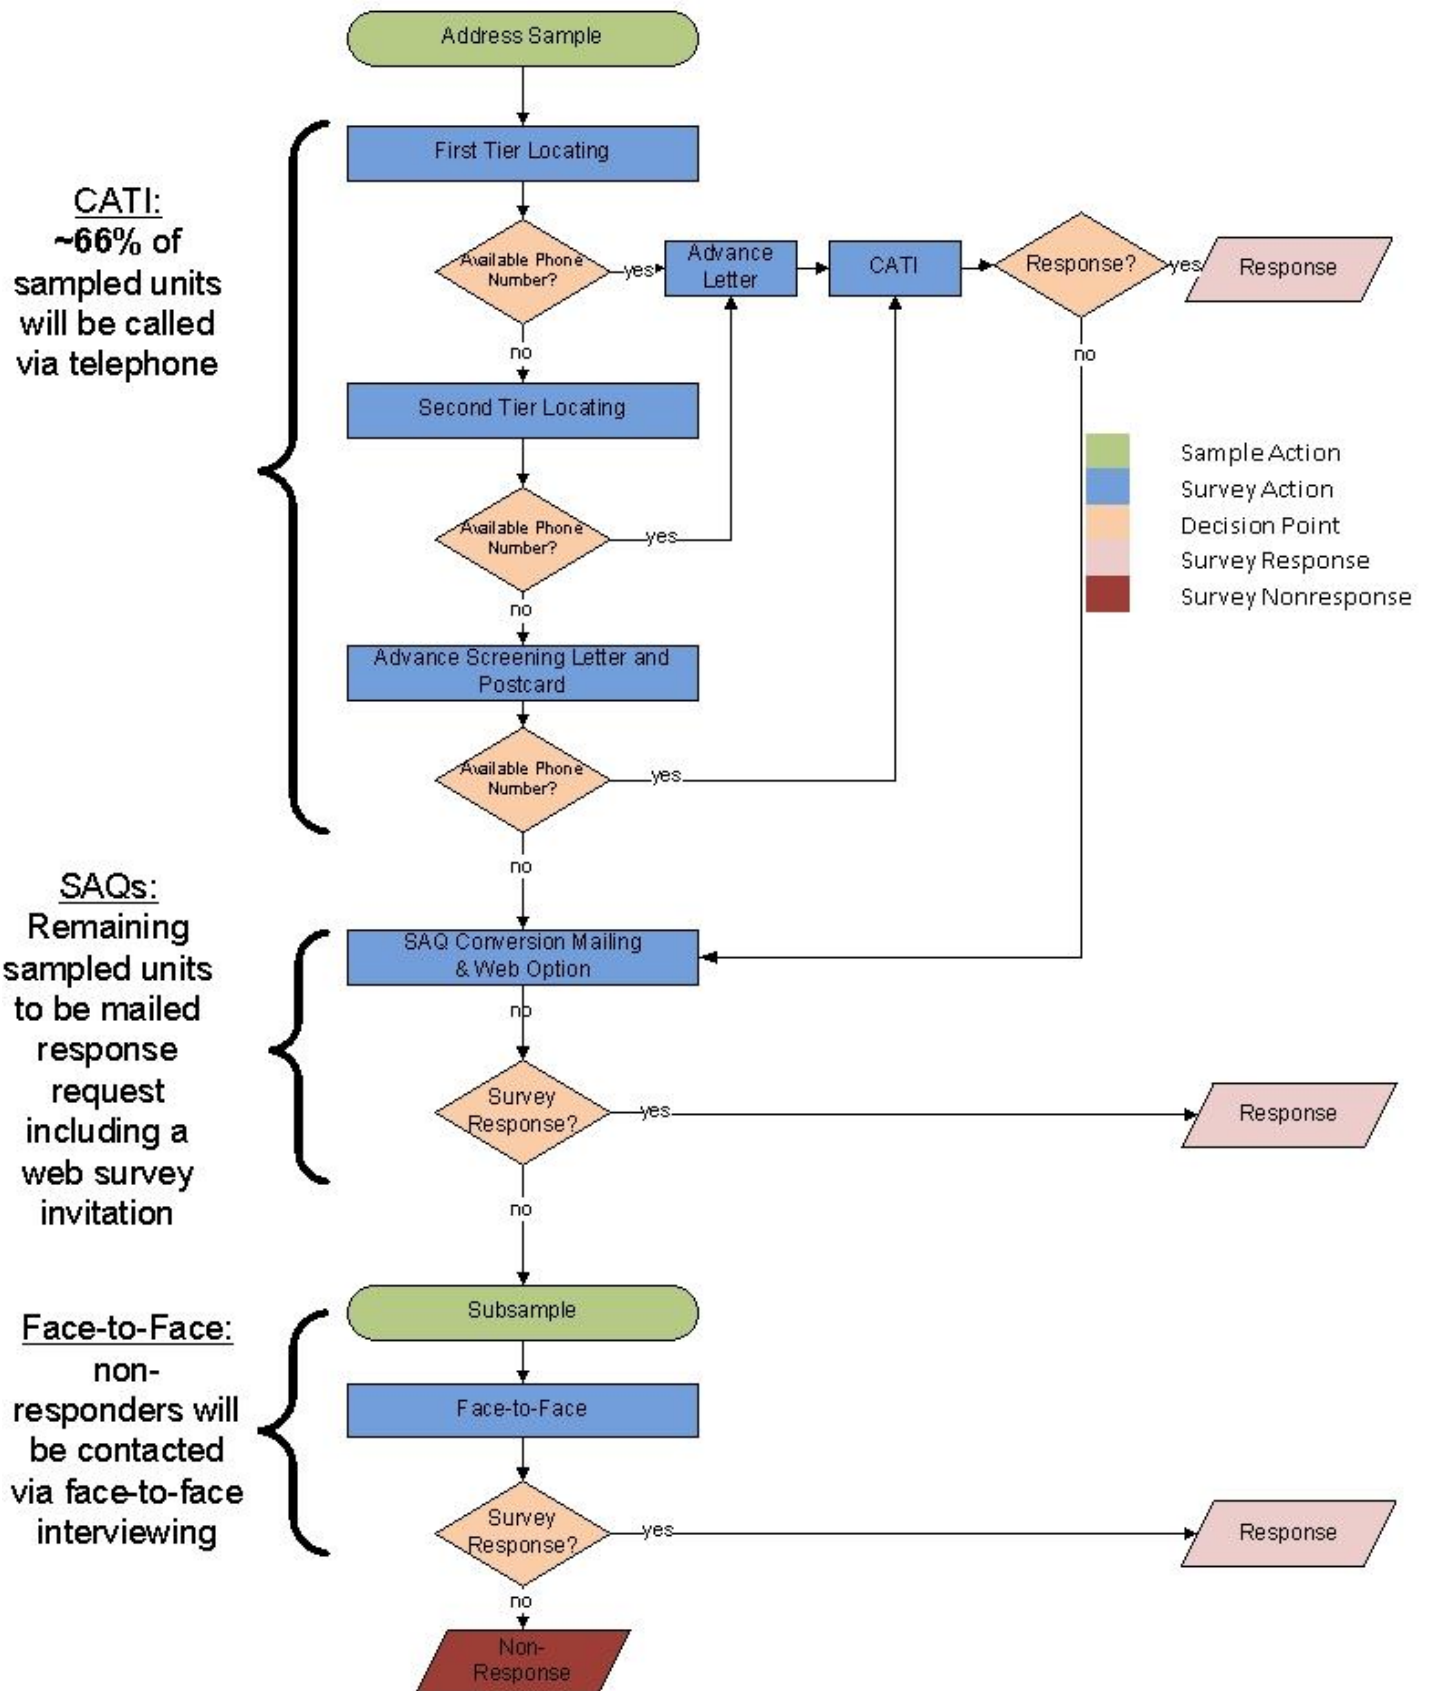 Address Sample
First Tier Locating
CATI:
~66% of
sampled units
will be called
via telephone
Available Phone
Number?
yes
Advance
Letter
CATI
Response?
yes
Response
no
no
Second Tier Locating
Sample Action
Survey Action
Decision Point
Survey Response
Survey Nonresponse
Available Phone
Number?
yes
no
Advance Screening Letter and
Postcard
Available Phone
Number?
yes
no
SAQs:
Remaining
sampled units
to be mailed
response
request
including a
web survey
invitation
SAQ Conversion Mailing
& Web Option
no
Survey
Response?
yes
Response
no
Subsample
Face-to-Face:
non-
responders will
be contacted
via face-to-face
interviewing
Face-to-Face
Survey
Response?
yes
Response
no
Non-
Response